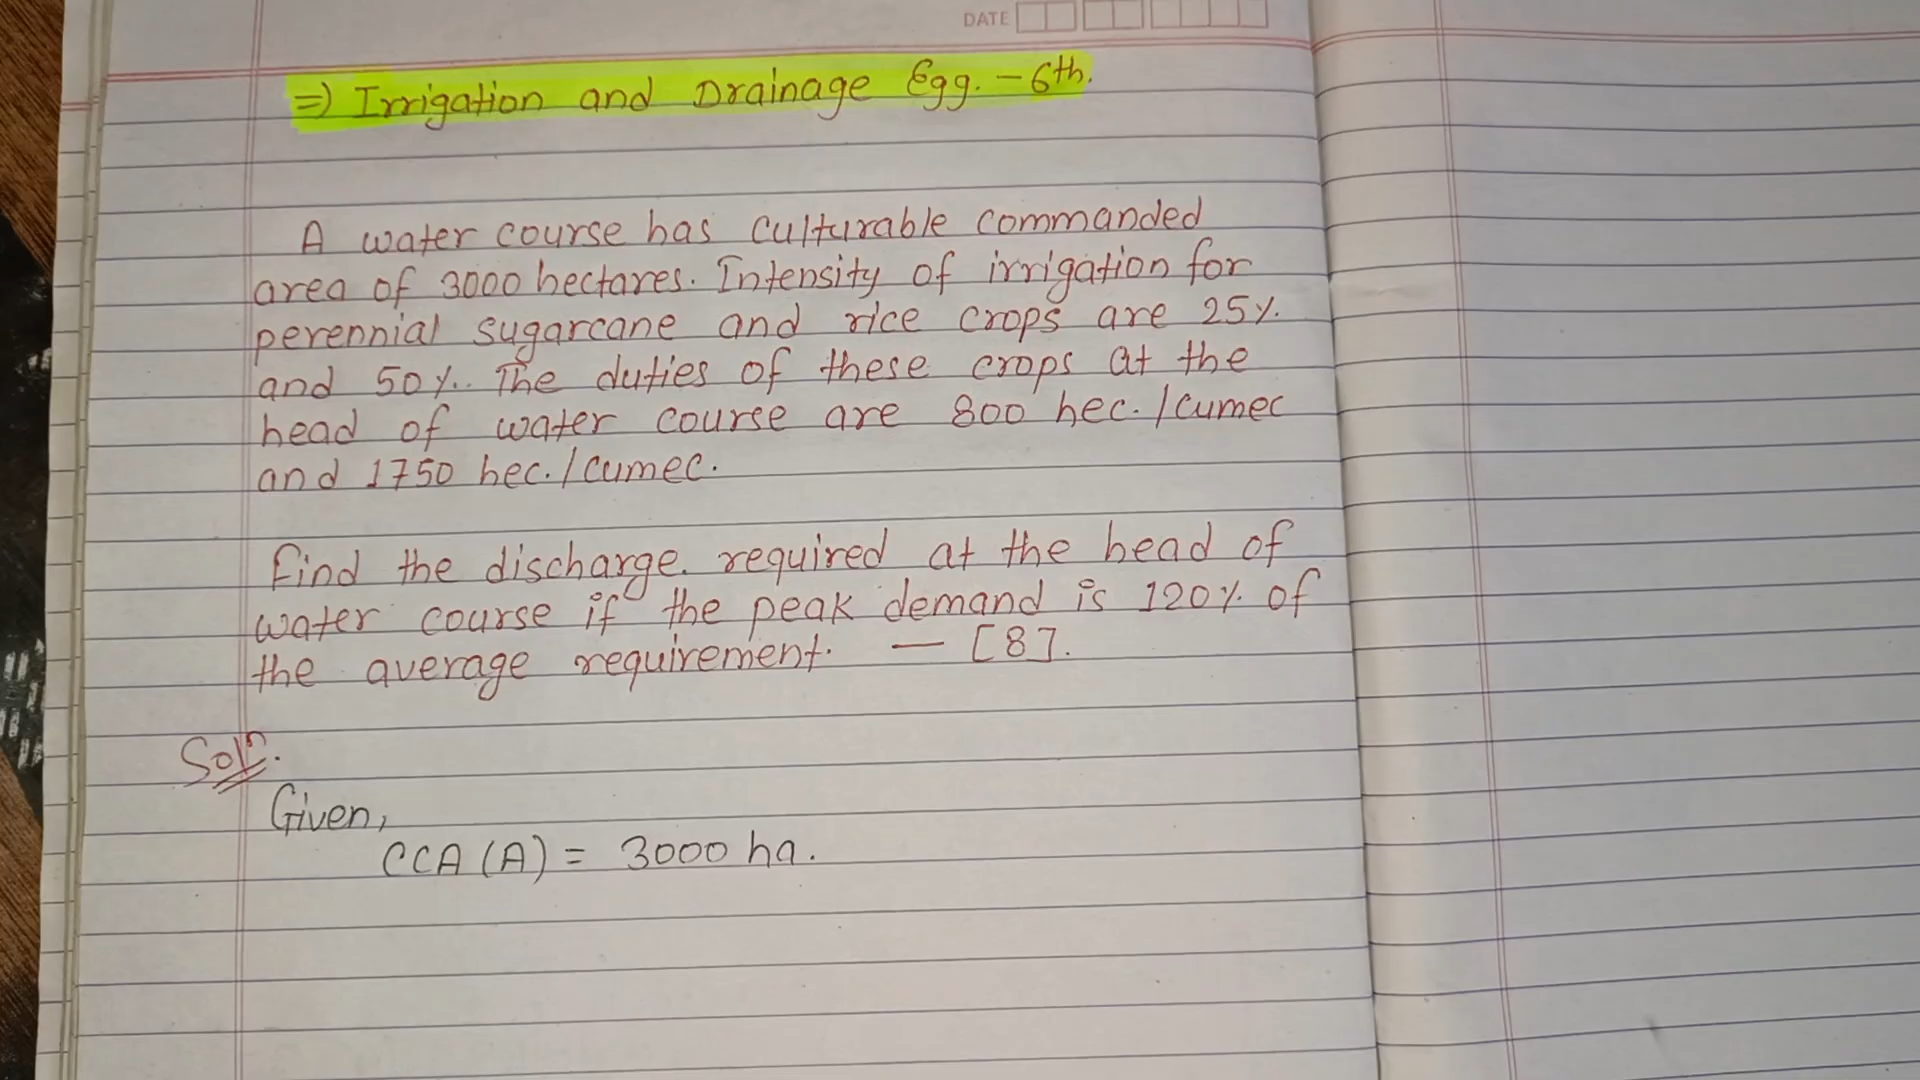 DATE
⇒ Irrigation and Drainage Egg. - 6th.
A water course has culturable commanded
area of 3000 hectares. Intensity of irrigation for
perennial sugarcane and rice crops are 25%.
and 50%. The duties of these crops at the
head of water course are 800 hec./cumec
and 1750 hec./cumec.
Find the discharge. required at the head of
water course if the peak demand is 120% of
the average requirement. — [8].
Solⁿ.
Given,
CCA (A) = 3000 ha.